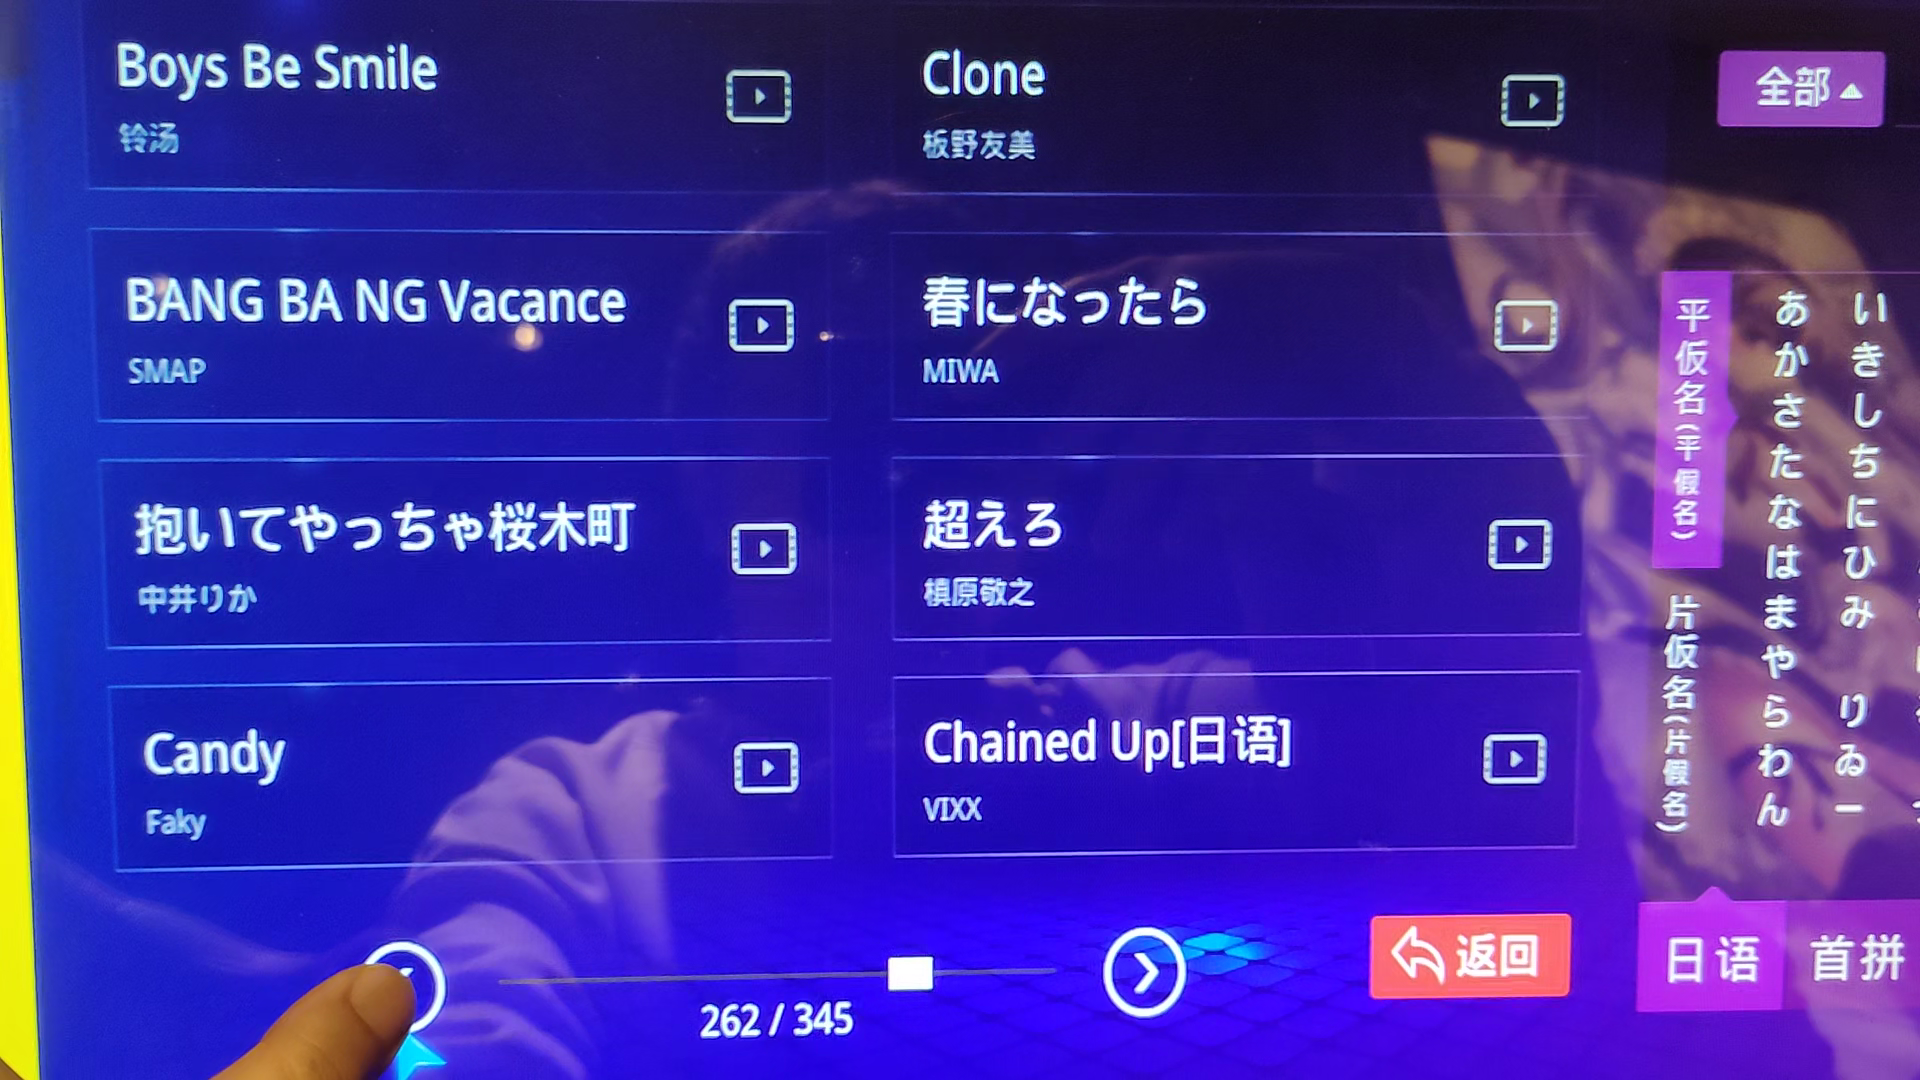 Boys Be Smile
铃汤
Clone
板野友美
BANG BA NG Vacance
SMAP
春になったら
MIWA
抱いてやっちゃ桜木町
中井りか
超えろ
槙原敬之
Candy
Faky
Chained Up[日语]
VIXX
262 / 345
返回
全部
平仮名(平假名)
片仮名(片假名)
あかさたなはまやらわん
いきしちにひみ りゐー
日语
首拼